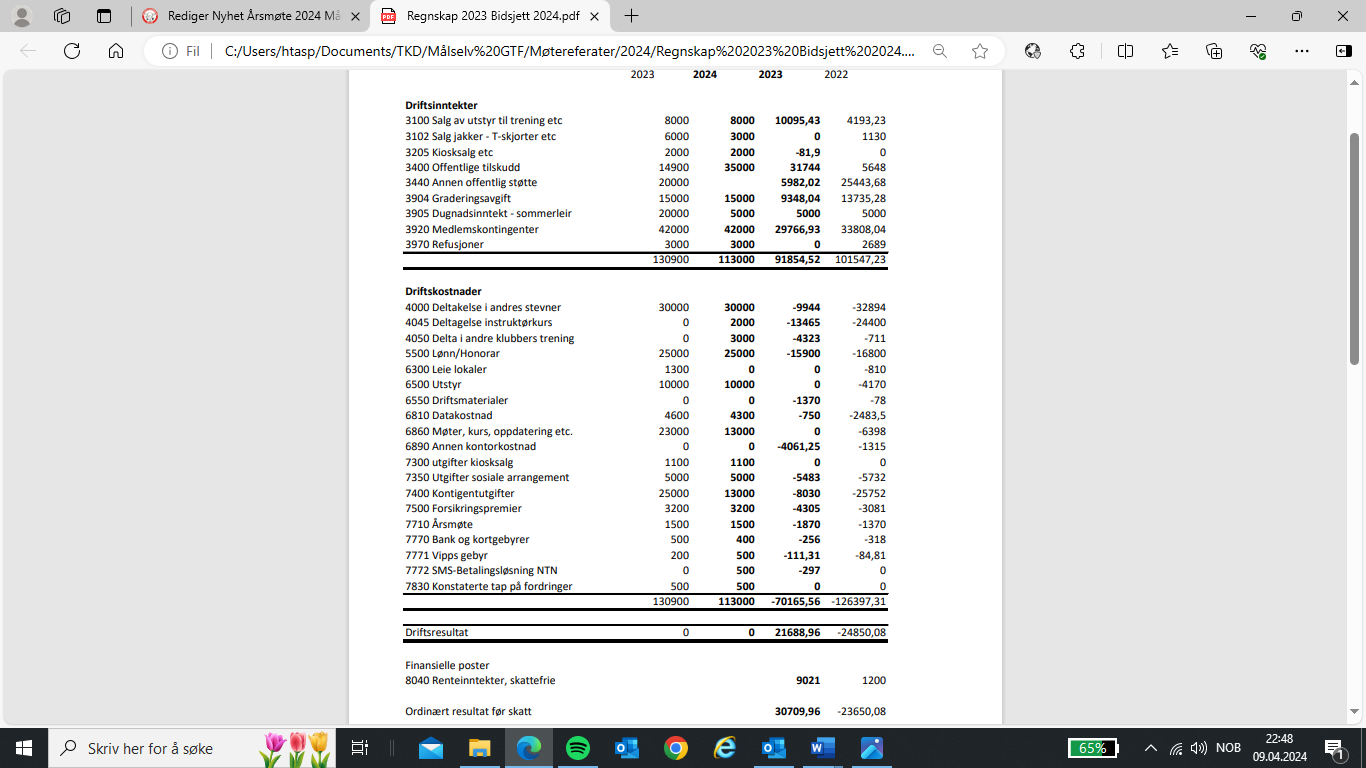 Rediger Nyhet Årsmøte 2024 Må
Regnskap 2023 Bidsjett 2024.pdf
Fil C:/Users/htasp/Documents/TKD/Målselv%20GTF/Møtereferater/2024/Regnskap%202023%20Bidsjett%202024....
2023 2024 2023 2022
Driftsinntekter
3100 Salg av utstyr til trening etc 8000 8000 10095,43 4193,23
3102 Salg jakker - T-skjorter etc 6000 3000 0 1130
3205 Kiosksalg etc 2000 2000 -81,9 0
3400 Offentlige tilskudd 14900 35000 31744 5648
3440 Annen offentlig støtte 20000 5982,02 25443,68
3904 Graderingsavgift 15000 15000 9348,04 13735,28
3905 Dugnadsinntekt - sommerleir 20000 5000 5000 5000
3920 Medlemskontingenter 42000 42000 29766,93 33808,04
3970 Refusjoner 3000 3000 0 2689
130900 113000 91854,52 101547,23
Driftskostnader
4000 Deltakelse i andres stevner 30000 30000 -9944 -32894
4045 Deltagelse instruktørkurs 0 2000 -13465 -24400
4050 Delta i andre klubbers trening 0 3000 -4323 -711
5500 Lønn/Honorar 25000 25000 -15900 -16800
6300 Leie lokaler 1300 0 0 -810
6500 Utstyr 10000 10000 0 -4170
6550 Driftsmaterialer 0 0 -1370 -78
6810 Datakostnad 4600 4300 -750 -2483,5
6860 Møter, kurs, oppdatering etc. 23000 13000 0 -6398
6890 Annen kontorkostnad 0 0 -4061,25 -1315
7300 utgifter kiosksalg 1100 1100 0 0
7350 Utgifter sosiale arrangement 5000 5000 -5483 -5732
7400 Kontigentutgifter 25000 13000 -8030 -25752
7500 Forsikringspremier 3200 3200 -4305 -3081
7710 Årsmøte 1500 1500 -1870 -1370
7770 Bank og kortgebyrer 500 400 -256 -318
7771 Vipps gebyr 200 500 -111,31 -84,81
7772 SMS-Betalingsløsning NTN 0 500 -297 0
7830 Konstaterte tap på fordringer 500 500 0 0
130900 113000 -70165,56 -126397,31
Driftsresultat 0 0 21688,96 -24850,08
Finansielle poster
8040 Renteinntekter, skattefrie 9021 1200
Ordinært resultat før skatt 30709,96 -23650,08
Skriv her for å søke
65%
NOB
22:48
09.04.2024
1